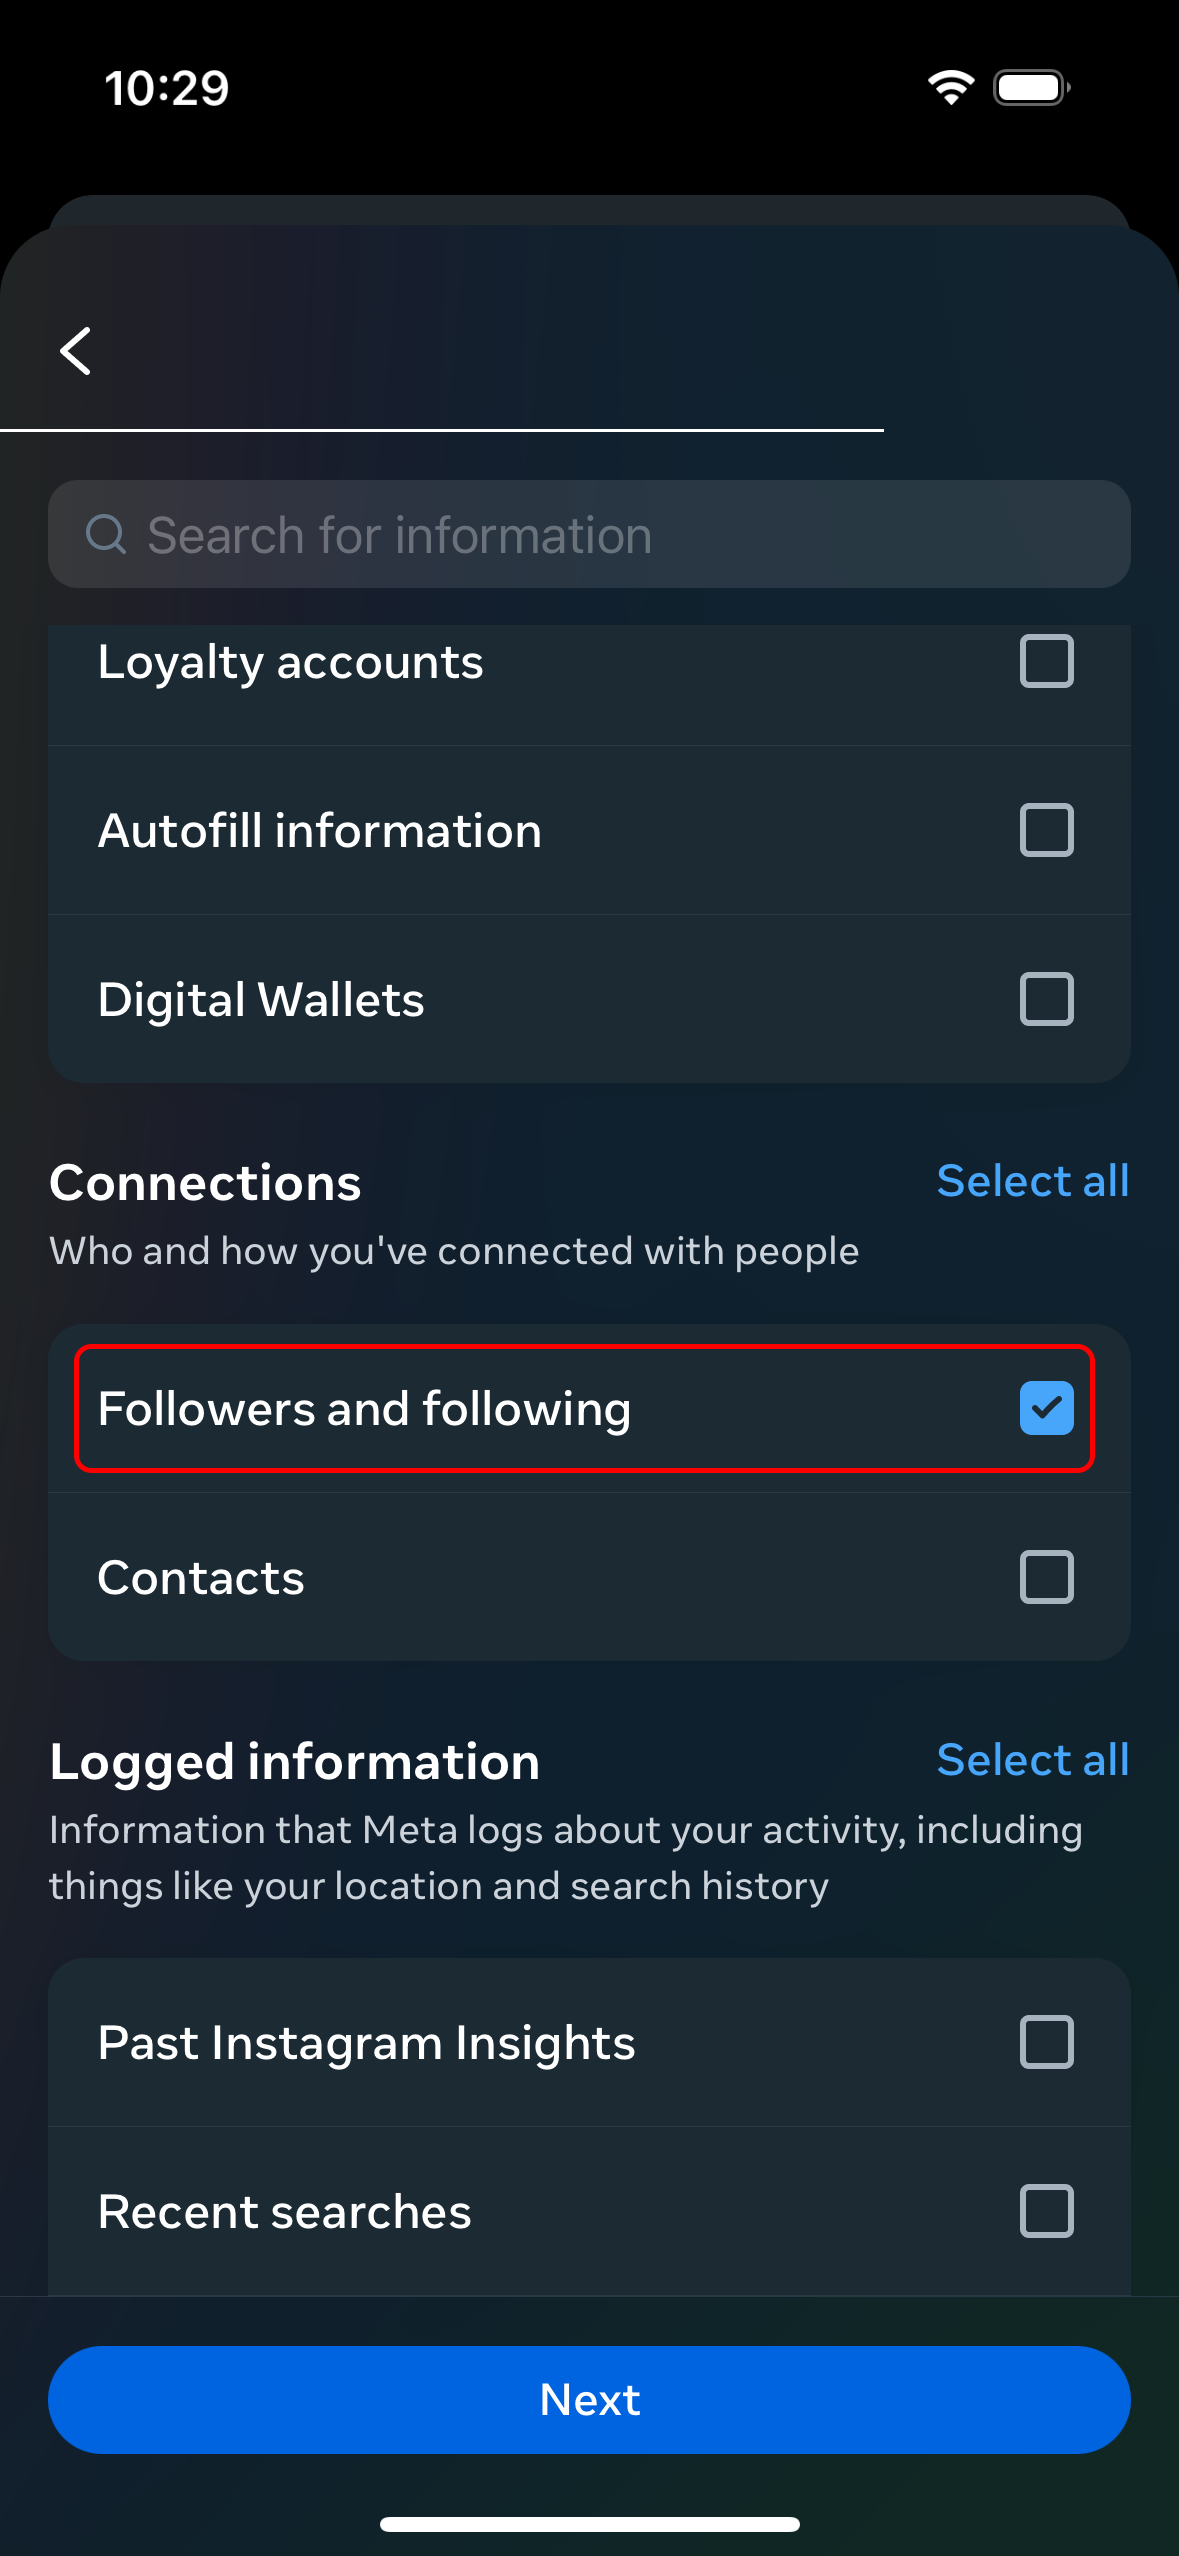 10:29
Search for information
Loyalty accounts
Autofill information
Digital Wallets
Connections
Select all
Who and how you've connected with people
Followers and following
Contacts
Logged information
Select all
Information that Meta logs about your activity, including
things like your location and search history
Past Instagram Insights
Recent searches
Next